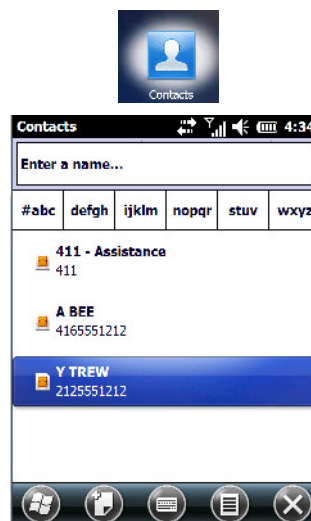 Contacts
Contacts 4:34
Enter a name...
#abc defgh ijklm nopqr stuv wxyz
411 - Assistance
411
A BEE
4165551212
Y TREW
2125551212